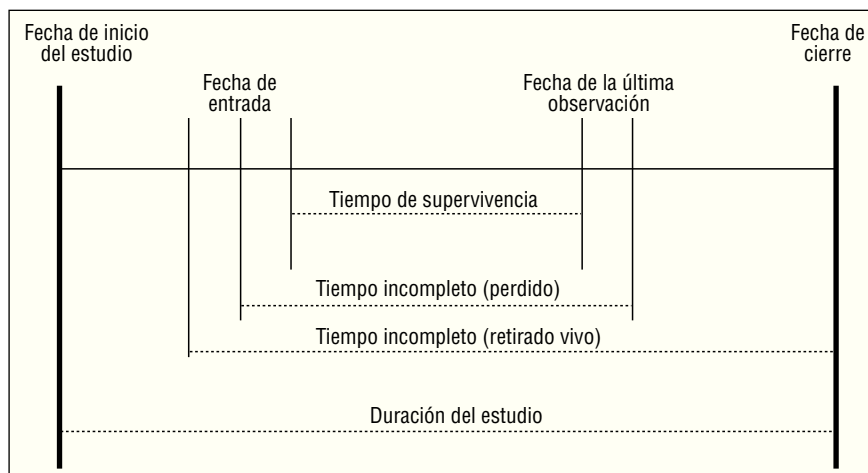 Fecha de inicio
del estudio
Fecha de
cierre
Fecha de
entrada
Fecha de la última
observación
Tiempo de supervivencia
Tiempo incompleto (perdido)
Tiempo incompleto (retirado vivo)
Duración del estudio